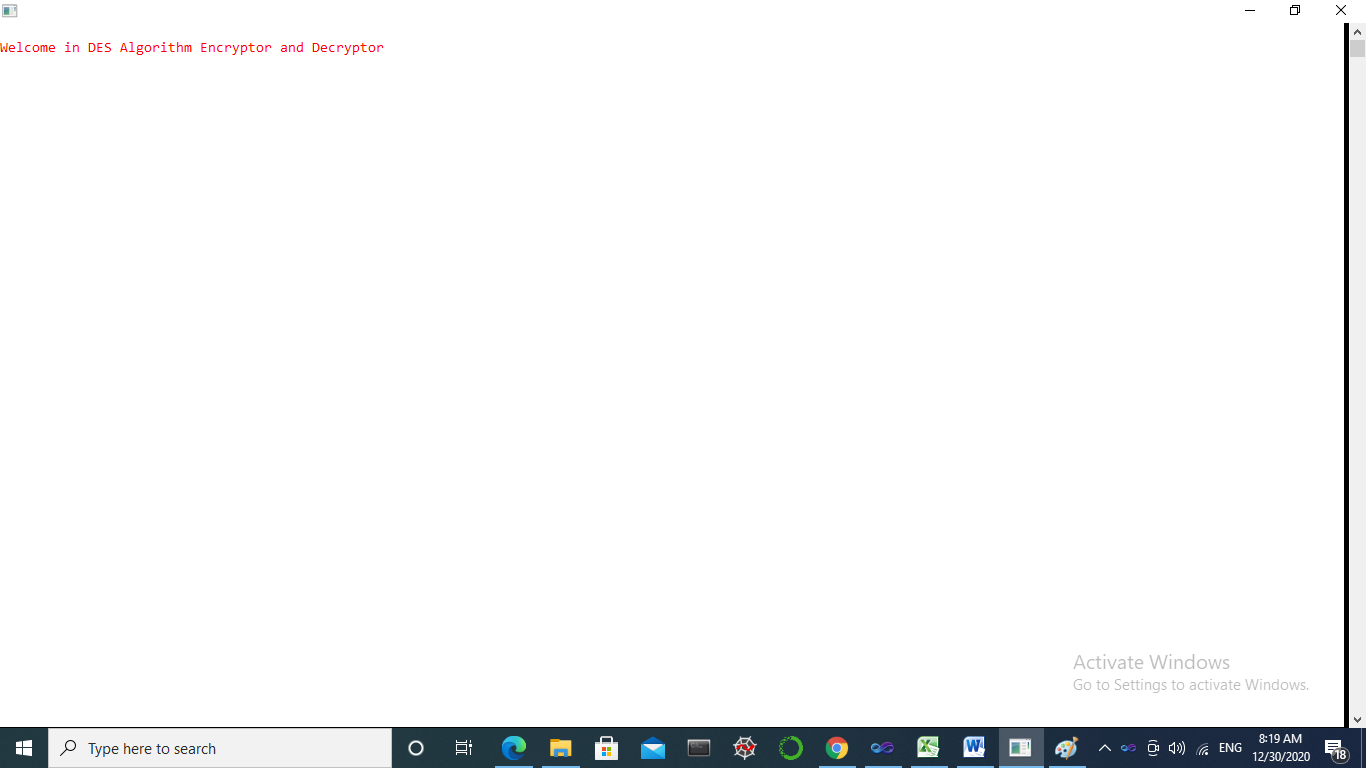 Welcome in DES Algorithm Encryptor and Decryptor
Activate Windows
Go to Settings to activate Windows.
Type here to search
ENG
8:19 AM
12/30/2020
18